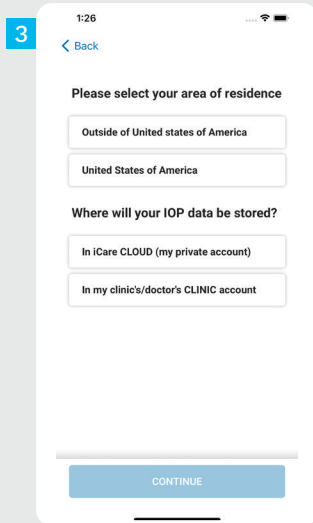 3
1:26
Back
Please select your area of residence
Outside of United states of America
United States of America
Where will your IOP data be stored?
In iCare CLOUD (my private account)
In my clinic's/doctor's CLINIC account
CONTINUE